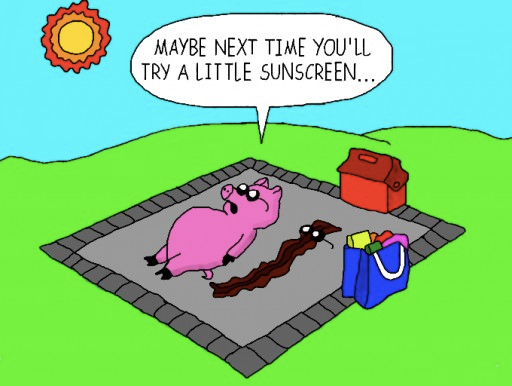 MAYBE NEXT TIME YOU'LL
TRY A LITTLE SUNSCREEN...